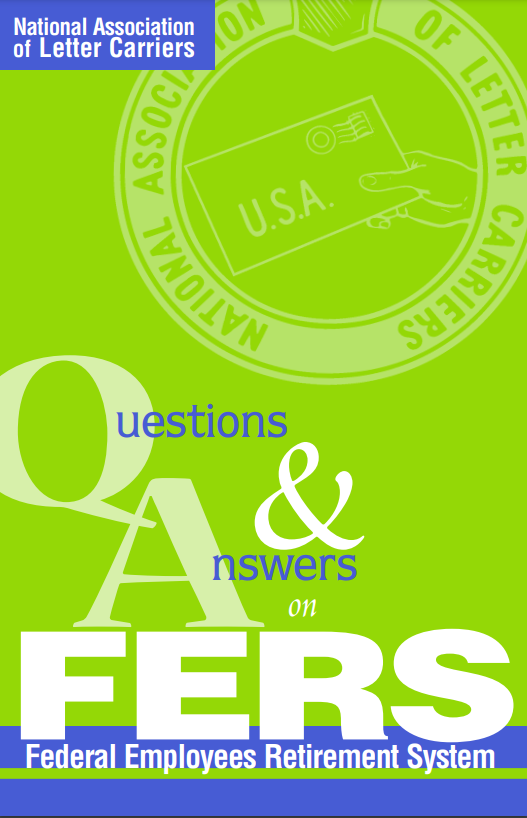 National Association
of Letter Carriers
NATIONAL ASSOCIATION OF LETTER CARRIERS
U.S.A.
Questions
&
Answers
on
FERS
Federal Employees Retirement System